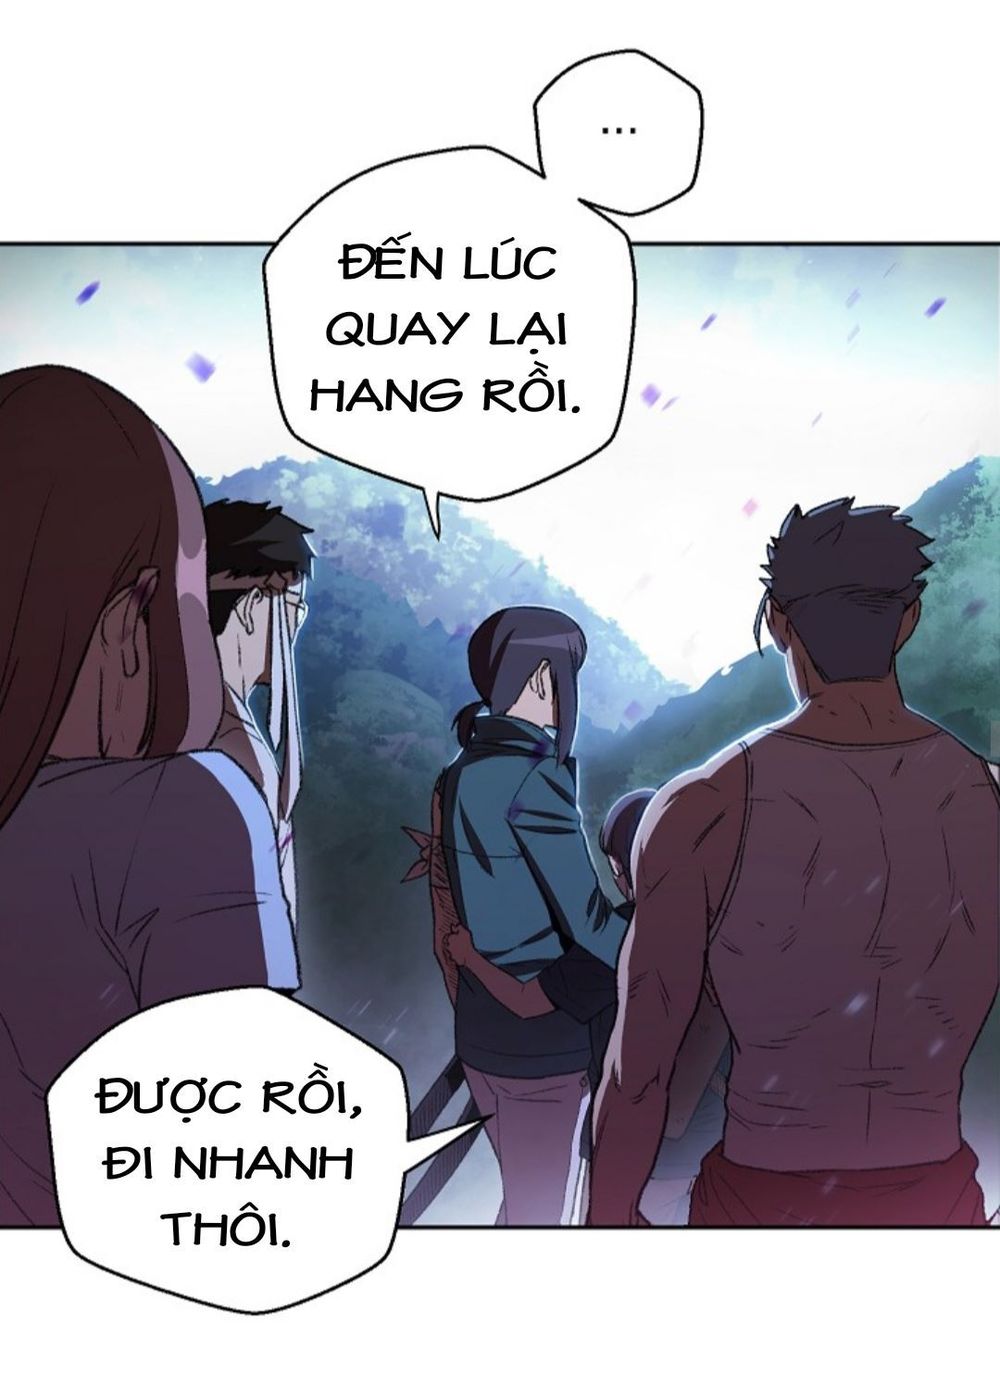 ...
ĐẾN LÚC
QUAY LẠI
HANG RỒI.
ĐƯỢC RỒI,
ĐI NHANH
THÔI.